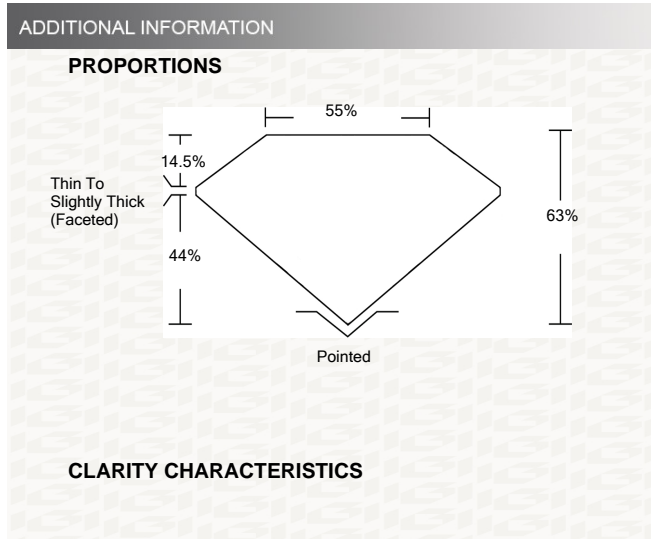 ADDITIONAL INFORMATION
PROPORTIONS
55%
14.5%
Thin To
Slightly Thick
(Faceted)
63%
44%
Pointed
CLARITY CHARACTERISTICS